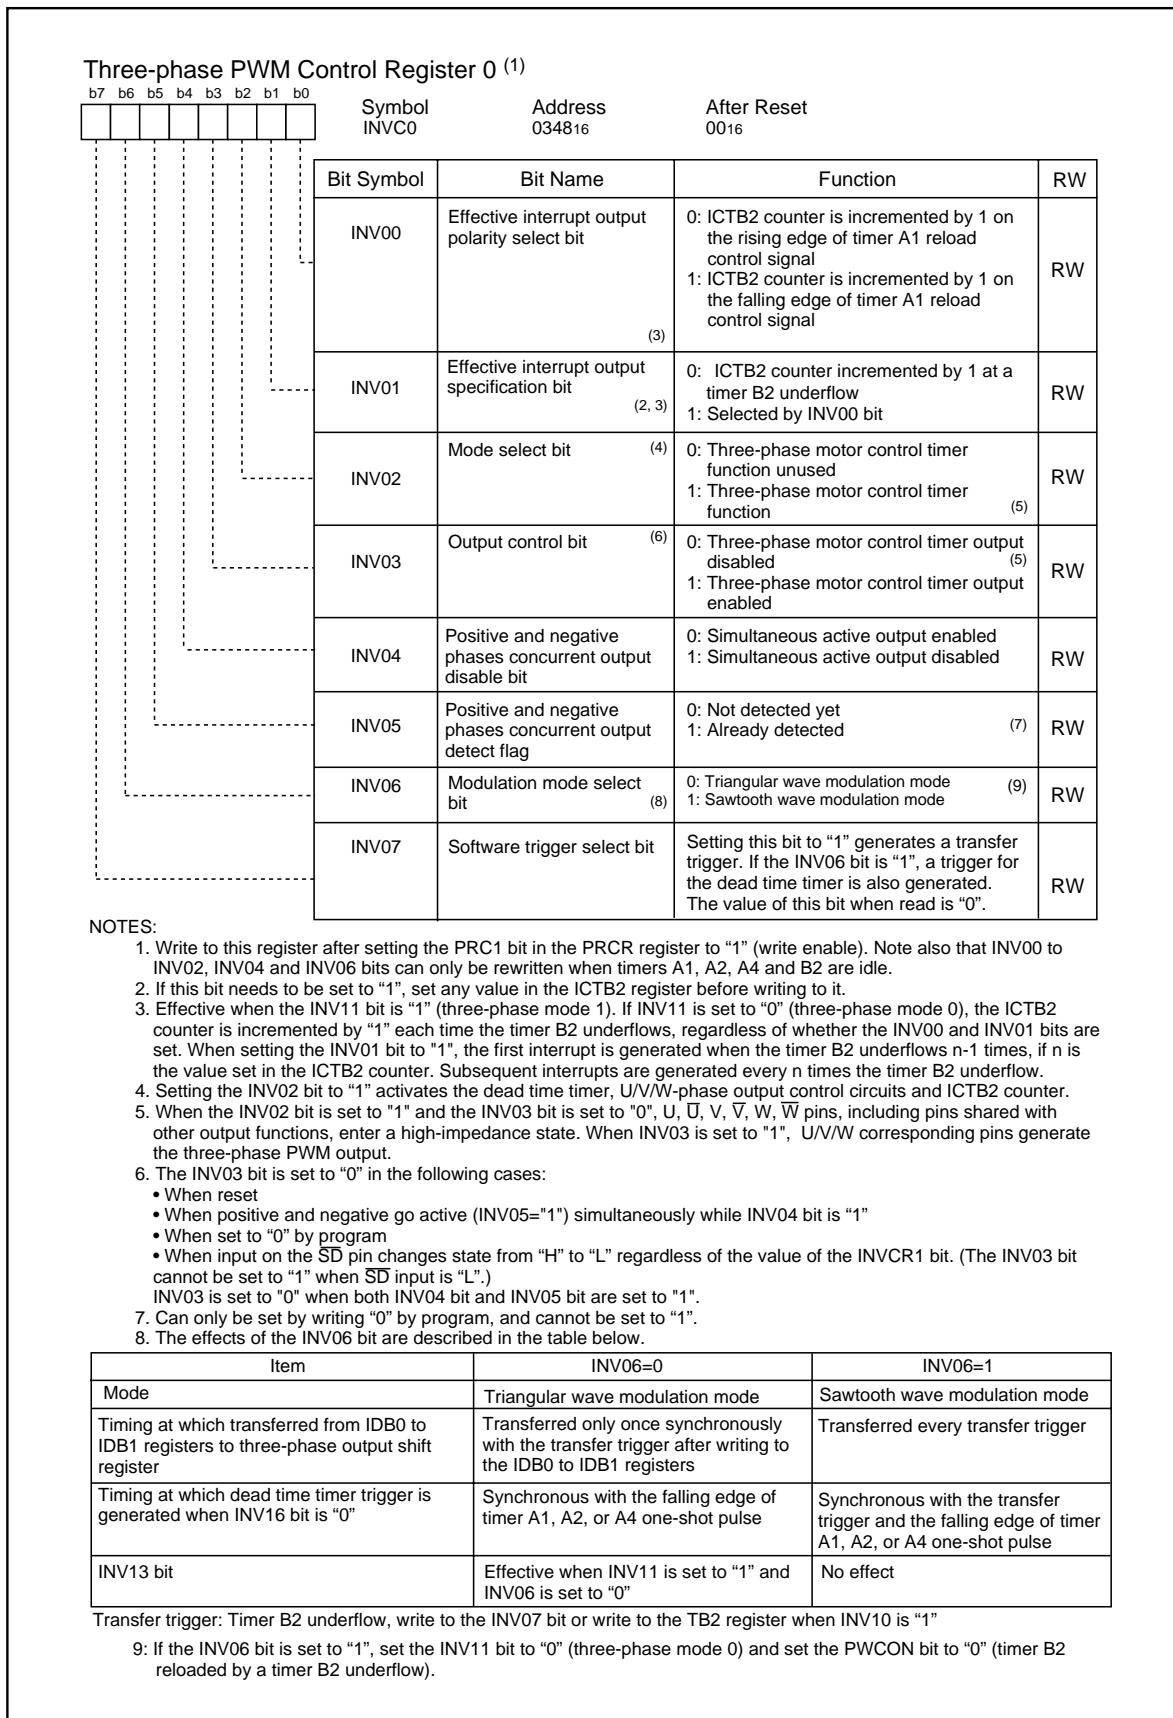 Three-phase PWM Control Register 0 (1)
b7 b6 b5 b4 b3 b2 b1 b0
Symbol Address After Reset
INVC0 034816 0016
Bit Symbol Bit Name Function RW
INV00
Effective interrupt output
polarity select bit
(3)
0: ICTB2 counter is incremented by 1 on
the rising edge of timer A1 reload
control signal
1: ICTB2 counter is incremented by 1 on
the falling edge of timer A1 reload
control signal
RW
INV01
Effective interrupt output
specification bit
(2, 3)
0: ICTB2 counter incremented by 1 at a
timer B2 underflow
1: Selected by INV00 bit
RW
INV02
Mode select bit (4)
0: Three-phase motor control timer
function unused
1: Three-phase motor control timer
function (5)
RW
INV03
Output control bit (6)
0: Three-phase motor control timer output
disabled (5)
1: Three-phase motor control timer output
enabled
RW
INV04
Positive and negative
phases concurrent output
disable bit
0: Simultaneous active output enabled
1: Simultaneous active output disabled
RW
INV05
Positive and negative
phases concurrent output
detect flag
0: Not detected yet
1: Already detected (7)
RW
INV06
Modulation mode select
bit (8)
0: Triangular wave modulation mode (9)
1: Sawtooth wave modulation mode
RW
INV07
Software trigger select bit
Setting this bit to “1” generates a transfer
trigger. If the INV06 bit is “1”, a trigger for
the dead time timer is also generated.
The value of this bit when read is “0”.
RW
NOTES:
1. Write to this register after setting the PRC1 bit in the PRCR register to “1” (write enable). Note also that INV00 to
INV02, INV04 and INV06 bits can only be rewritten when timers A1, A2, A4 and B2 are idle.
2. If this bit needs to be set to “1”, set any value in the ICTB2 register before writing to it.
3. Effective when the INV11 bit is “1” (three-phase mode 1). If INV11 is set to “0” (three-phase mode 0), the ICTB2
counter is incremented by “1” each time the timer B2 underflows, regardless of whether the INV00 and INV01 bits are
set. When setting the INV01 bit to "1", the first interrupt is generated when the timer B2 underflows n-1 times, if n is
the value set in the ICTB2 counter. Subsequent interrupts are generated every n times the timer B2 underflow.
4. Setting the INV02 bit to “1” activates the dead time timer, U/V/W-phase output control circuits and ICTB2 counter.
5. When the INV02 bit is set to "1" and the INV03 bit is set to "0", U, U̅, V, V̅, W, W̅ pins, including pins shared with
other output functions, enter a high-impedance state. When INV03 is set to "1", U/V/W corresponding pins generate
the three-phase PWM output.
6. The INV03 bit is set to “0” in the following cases:
• When reset
• When positive and negative go active (INV05="1") simultaneously while INV04 bit is “1”
• When set to “0” by program
• When input on the S̅D̅ pin changes state from “H” to “L” regardless of the value of the INVCR1 bit. (The INV03 bit
cannot be set to “1” when S̅D̅ input is “L”.)
INV03 is set to "0" when both INV04 bit and INV05 bit are set to "1".
7. Can only be set by writing “0” by program, and cannot be set to “1”.
8. The effects of the INV06 bit are described in the table below.
Item INV06=0 INV06=1
Mode Triangular wave modulation mode Sawtooth wave modulation mode
Timing at which transferred from IDB0 to
IDB1 registers to three-phase output shift
register
Transferred only once synchronously
with the transfer trigger after writing to
the IDB0 to IDB1 registers
Transferred every transfer trigger
Timing at which dead time timer trigger is
generated when INV16 bit is “0”
Synchronous with the falling edge of
timer A1, A2, or A4 one-shot pulse
Synchronous with the transfer
trigger and the falling edge of timer
A1, A2, or A4 one-shot pulse
INV13 bit
Effective when INV11 is set to “1” and
INV06 is set to “0”
No effect
Transfer trigger: Timer B2 underflow, write to the INV07 bit or write to the TB2 register when INV10 is “1”
9: If the INV06 bit is set to “1”, set the INV11 bit to “0” (three-phase mode 0) and set the PWCON bit to “0” (timer B2
reloaded by a timer B2 underflow).